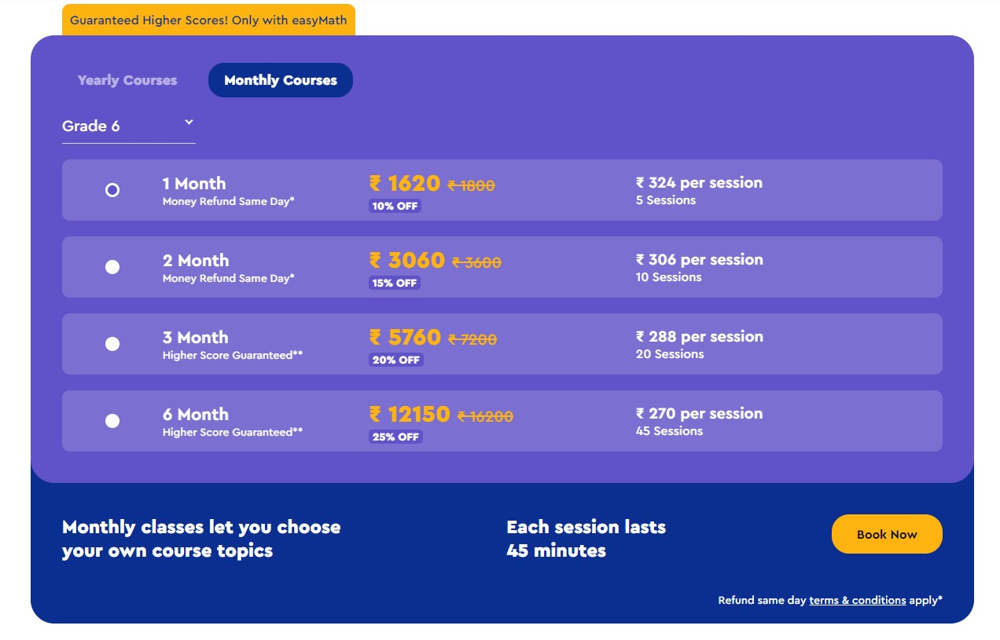 Guaranteed Higher Scores! Only with easyMath
Yearly Courses
Monthly Courses
Grade 6
1 Month
Money Refund Same Day*
₹ 1620 ₹ 1800
10% OFF
₹ 324 per session
5 Sessions
2 Month
Money Refund Same Day*
₹ 3060 ₹ 3600
15% OFF
₹ 306 per session
10 Sessions
3 Month
Higher Score Guaranteed**
₹ 5760 ₹ 7200
20% OFF
₹ 288 per session
20 Sessions
6 Month
Higher Score Guaranteed**
₹ 12150 ₹ 16200
25% OFF
₹ 270 per session
45 Sessions
Monthly classes let you choose
your own course topics
Each session lasts
45 minutes
Book Now
Refund same day terms & conditions apply*